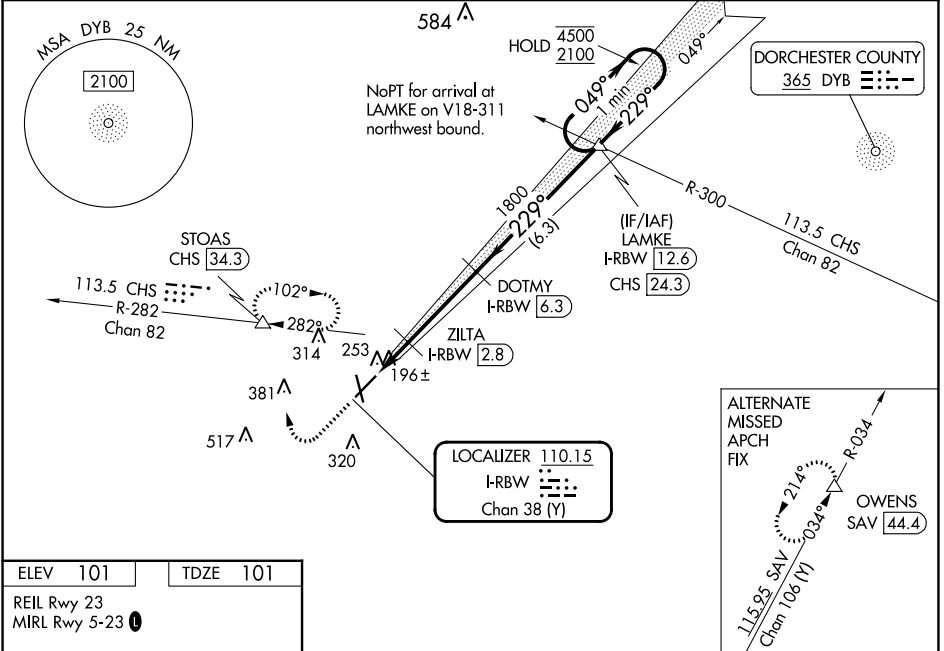 MSA DYB 25 NM
2100
584
HOLD 4500
2100
049°
049°
1 min
229°
DORCHESTER COUNTY
365 DYB
NoPT for arrival at
LAMKE on V18-311
northwest bound.
R-300
113.5 CHS
Chan 82
1800
229°
(6.3)
(IF/IAF)
LAMKE
I-RBW 12.6
CHS 24.3
STOAS
CHS 34.3
113.5 CHS
R-282
Chan 82
102°
282°
DOTMY
I-RBW 6.3
ZILTA
I-RBW 2.8
314
253
196±
381
517
320
LOCALIZER 110.15
I-RBW
Chan 38 (Y)
ALTERNATE
MISSED
APCH
FIX
R-034
214°
034°
OWENS
SAV 44.4
115.95 SAV
Chan 106 (Y)
ELEV 101
TDZE 101
REIL Rwy 23
MIRL Rwy 5-23 L